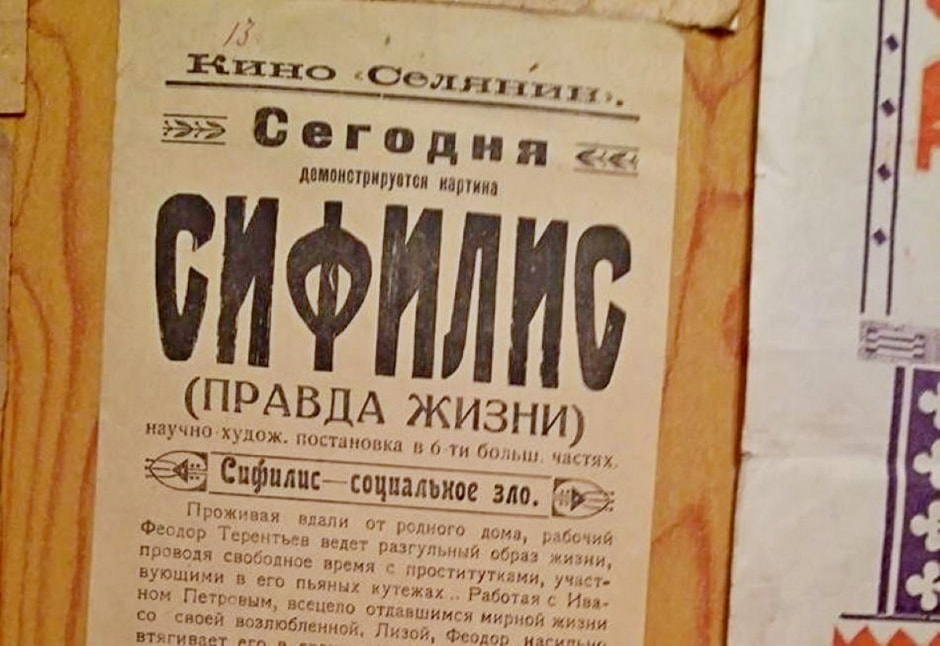 13
Кино «Селянин».
Сегодня
демонстрируется картина
СИФИЛИС
(ПРАВДА ЖИЗНИ)
научно-худож. постановка в 6-ти больш. частях.
Сифилис—социальное зло.
Проживая вдали от родного дома, рабочий
Феодор Терентьев ведет разгульный образ жизни,
проводя свободное время с проститутками, участ-
вующими в его пьяных кутежах.. Работая с Ива-
ном Петровым, всецело отдавшимся мирной жизни
со своей возлюбленной, Лизой, Феодор насильно
втягивает его в